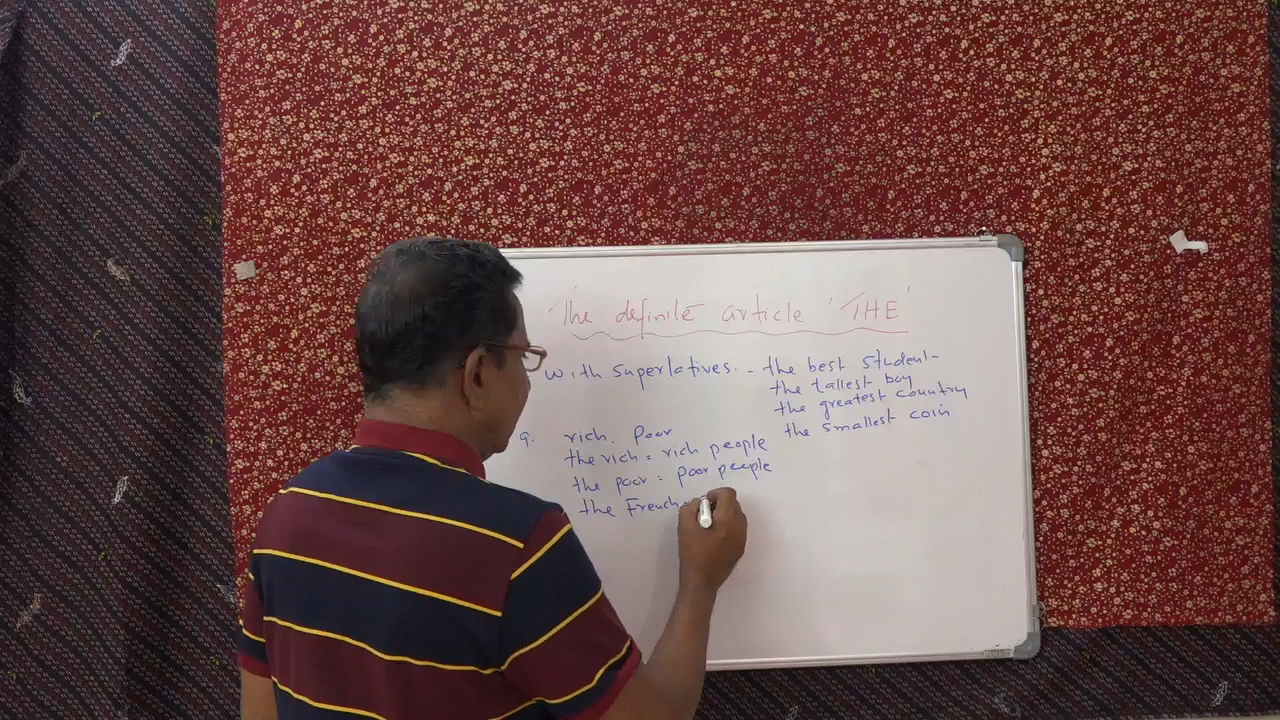 The definite article 'THE'
with superlatives. - the best student-
the tallest boy
the greatest country
the smallest coin
9. rich, Poor
the rich = rich people
the poor = poor people
the French